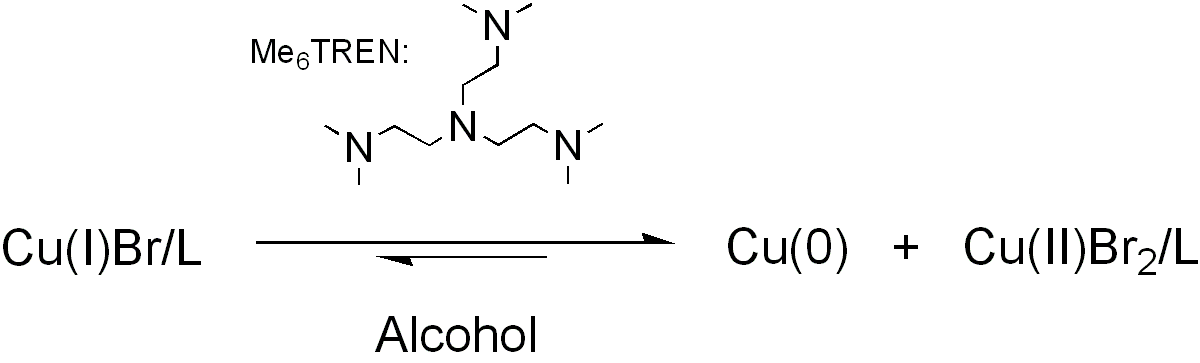 Me₆TREN:
N
N
N
N
Cu(I)Br/L
Cu(0) + Cu(II)Br₂/L
Alcohol